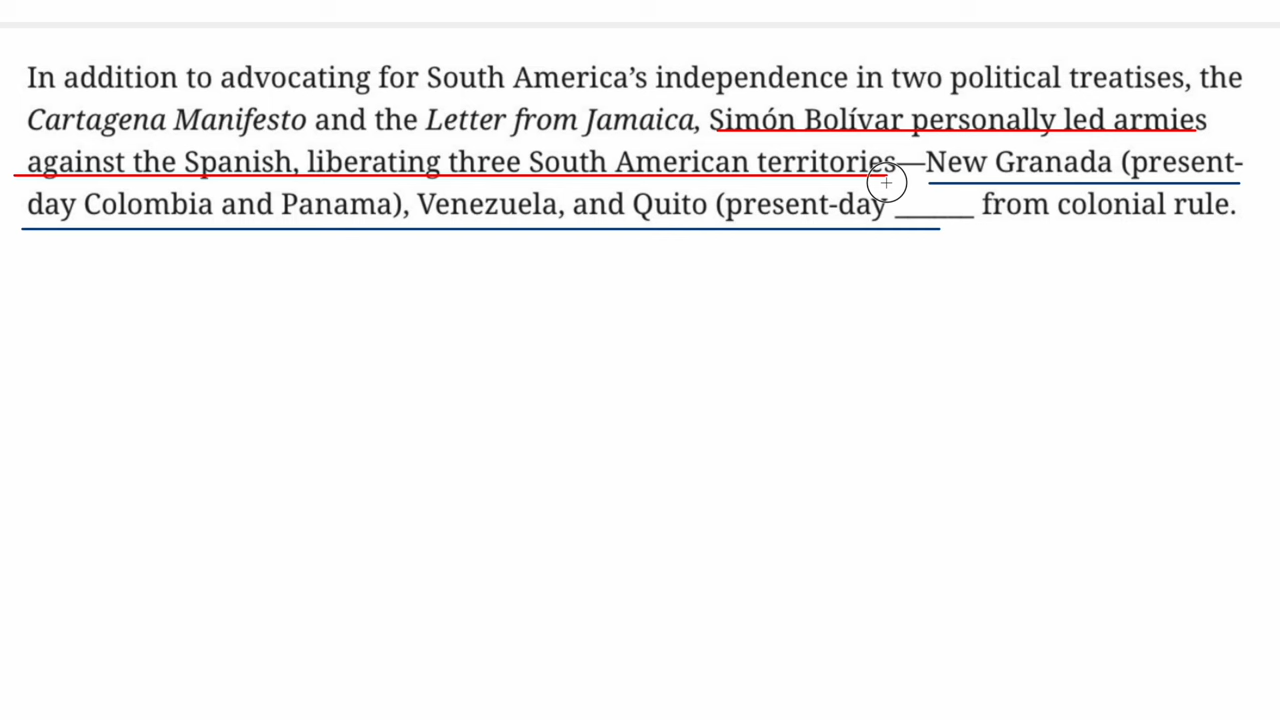 In addition to advocating for South America’s independence in two political treatises, the
Cartagena Manifesto and the Letter from Jamaica, Simón Bolívar personally led armies
against the Spanish, liberating three South American territories—New Granada (present-
day Colombia and Panama), Venezuela, and Quito (present-day ______ from colonial rule.